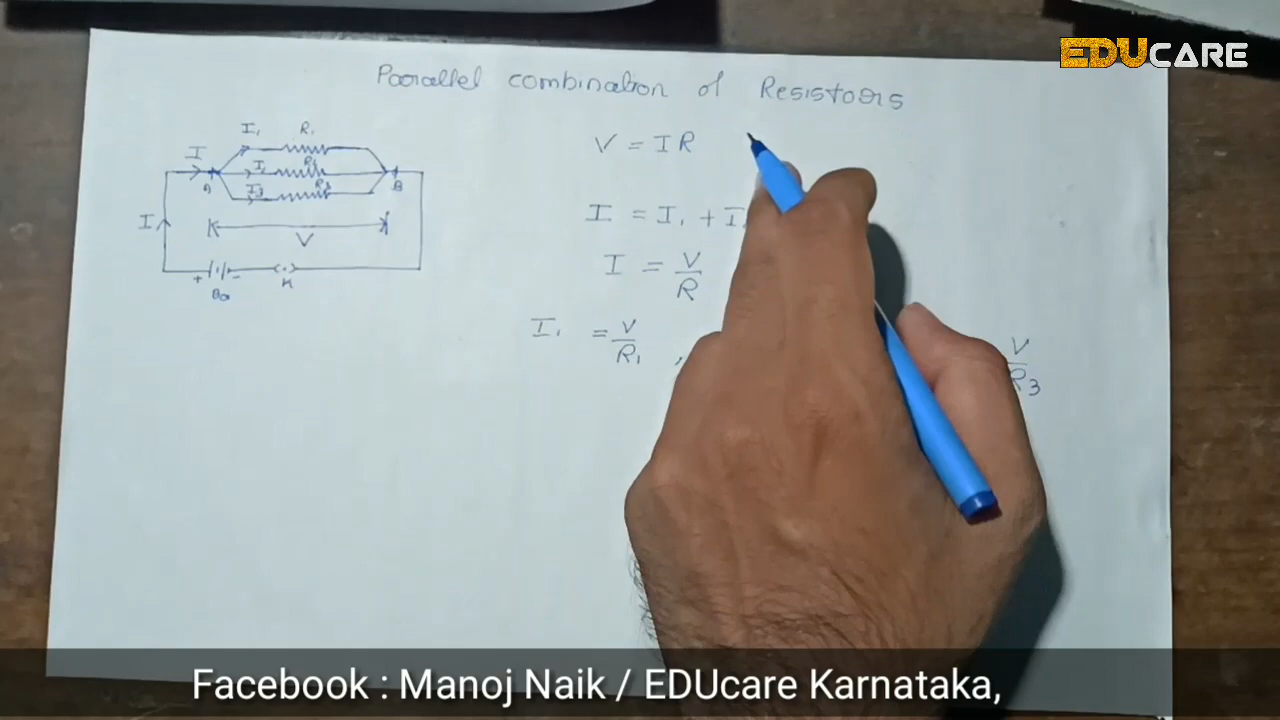 EDUCARE
Parallel combination of Resistors
V = IR
I = I₁ + I
I = V/R
I₁ = V/R₁ ,
V/R₃
I₁ R₁
I
I₂ R₂
A B
I₃ R₃
I
V
+ -
K
Facebook : Manoj Naik / EDUcare Karnataka,